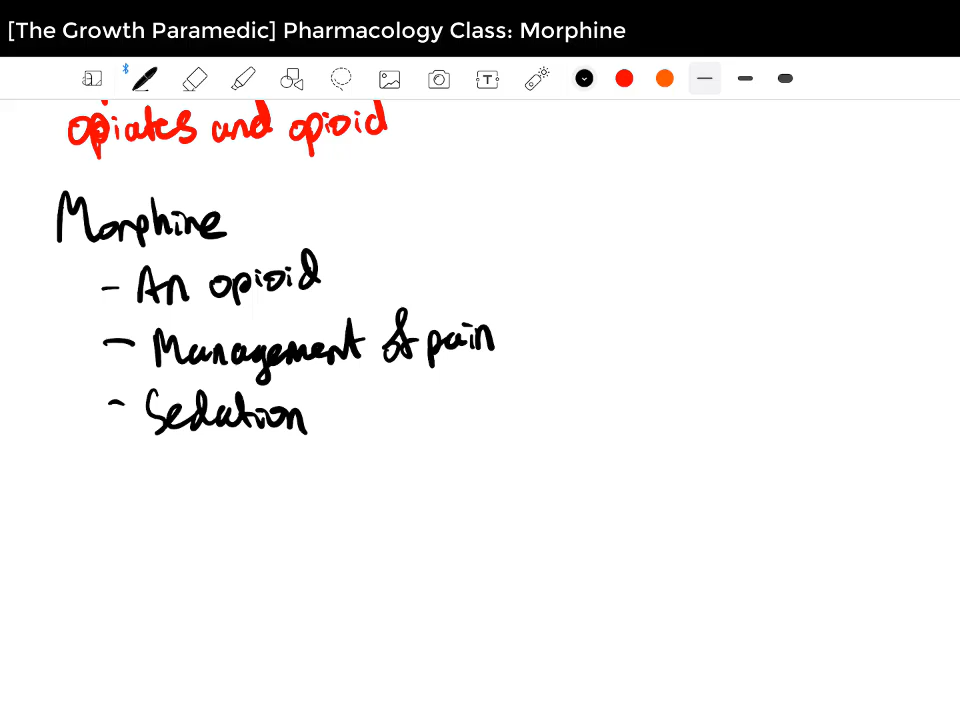 [The Growth Paramedic] Pharmacology Class: Morphine
opiates and opioid
Morphine
- An opioid
- Management of pain
- Sedation